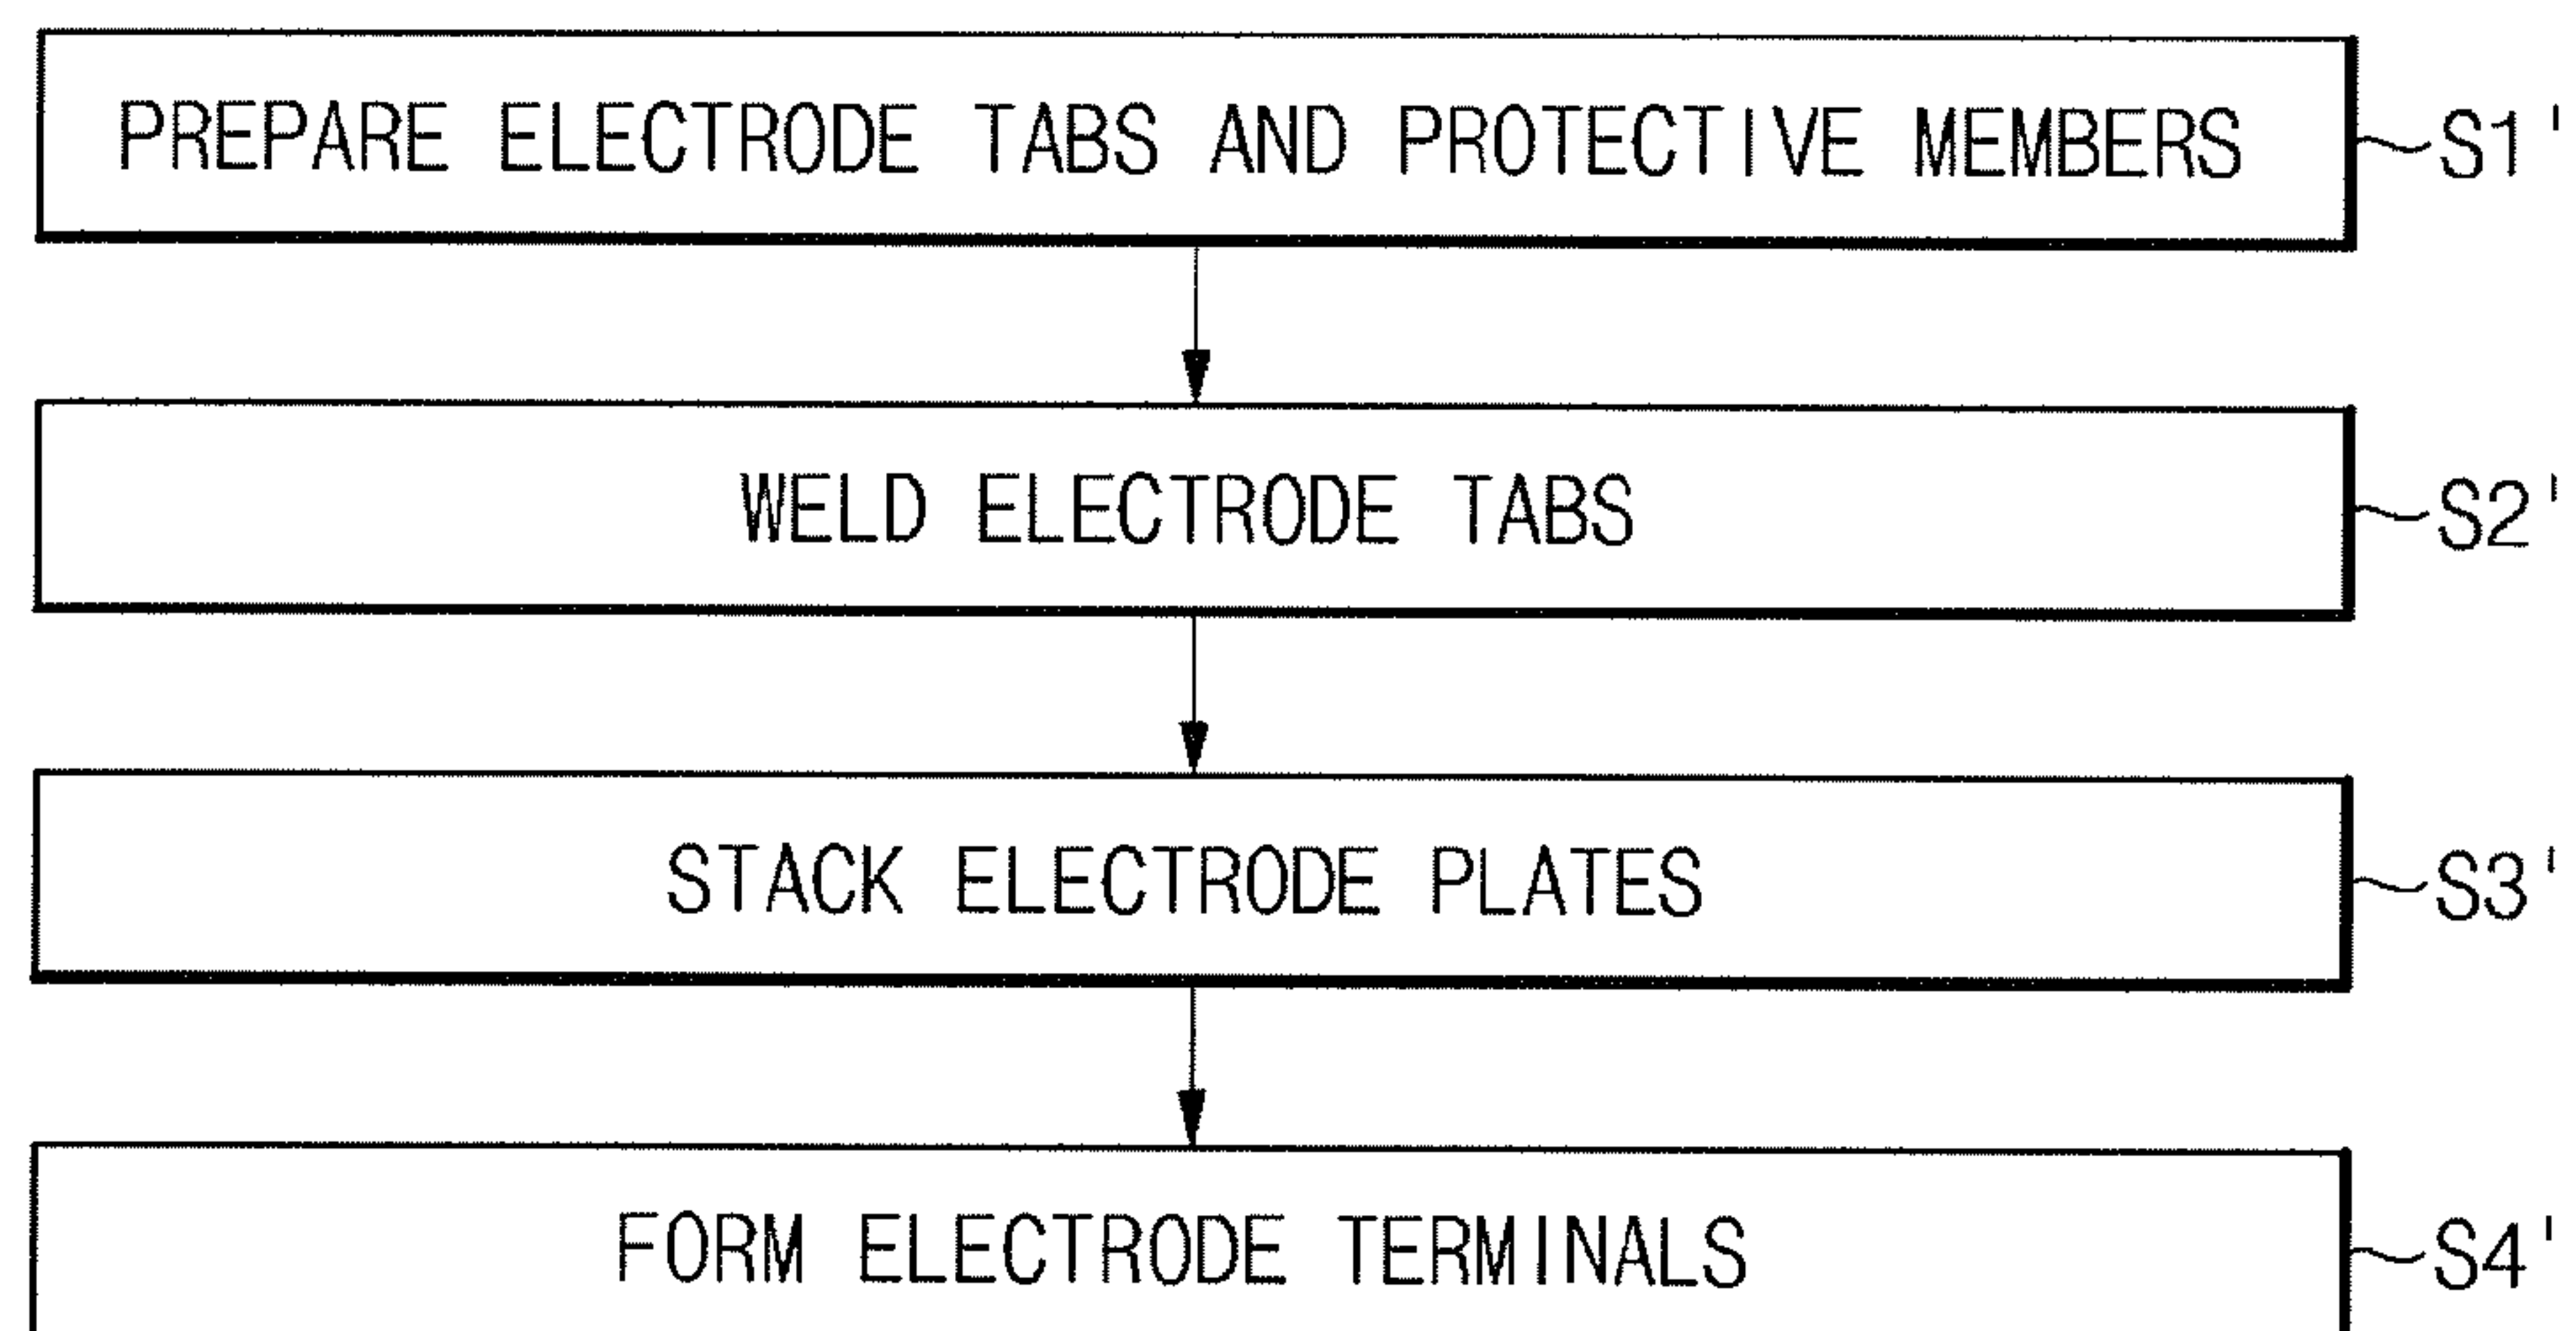 PREPARE ELECTRODE TABS AND PROTECTIVE MEMBERS S1'
WELD ELECTRODE TABS S2'
STACK ELECTRODE PLATES S3'
FORM ELECTRODE TERMINALS S4'